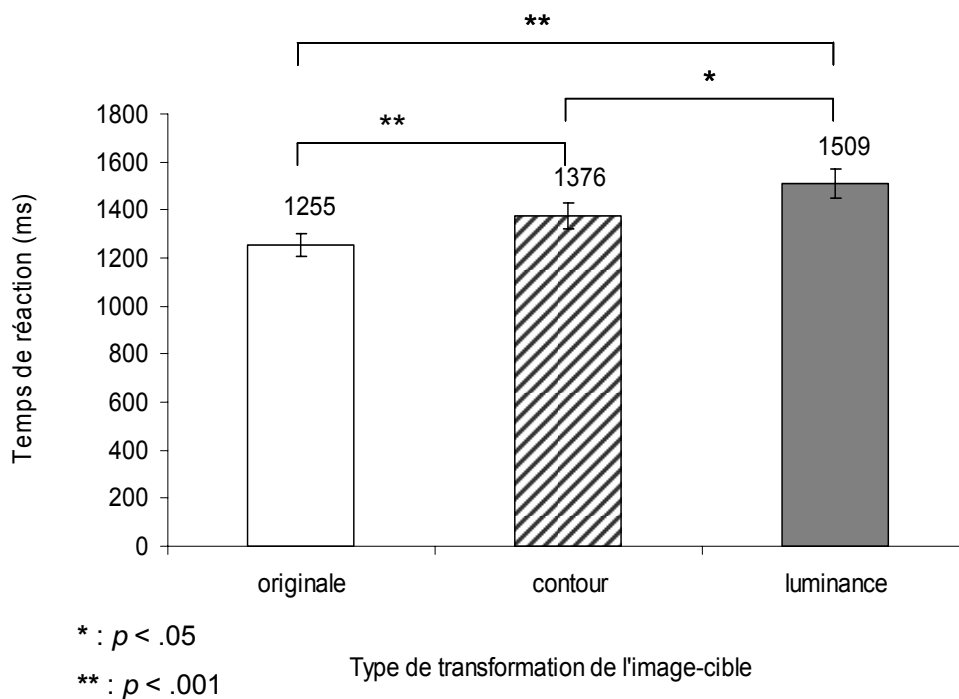 **
*
**
1800
1600
1400
1200
1000
800
600
400
200
0
Temps de réaction (ms)
1255
1376
1509
originale
contour
luminance
* : p < .05
** : p < .001
Type de transformation de l'image-cible